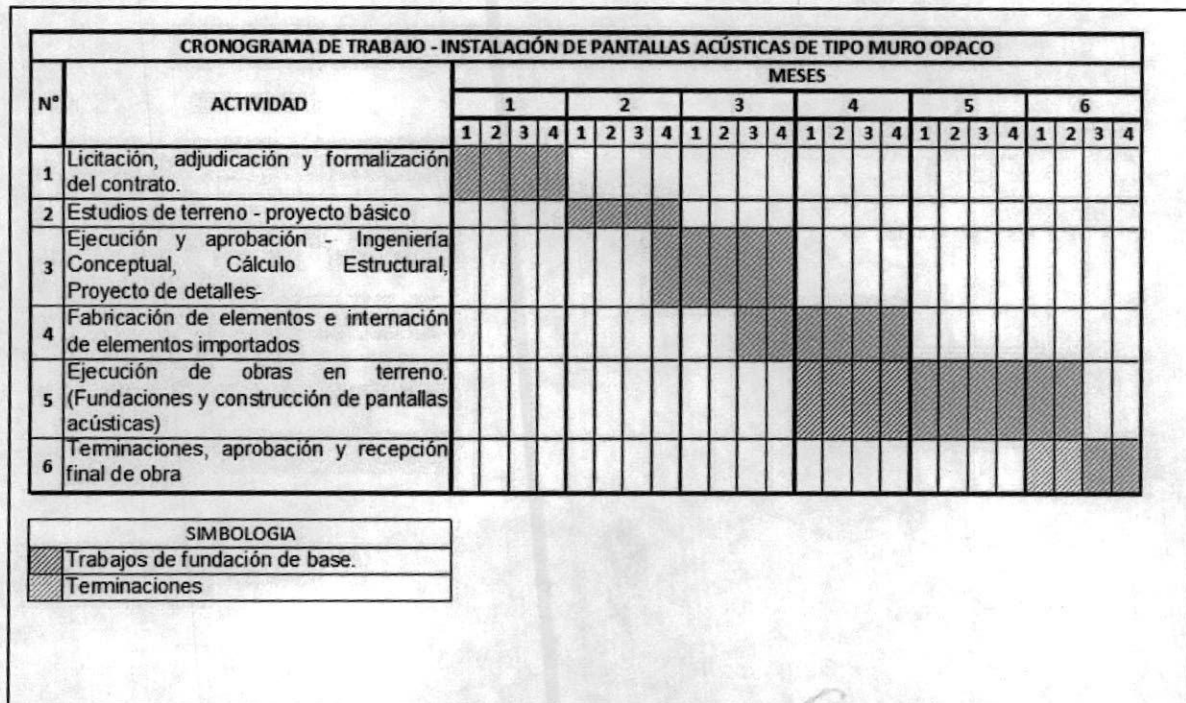 CRONOGRAMA DE TRABAJO - INSTALACIÓN DE PANTALLAS ACÚSTICAS DE TIPO MURO OPACO
N° ACTIVIDAD MESES
1 2 3 4 5 6
1 2 3 4 1 2 3 4 1 2 3 4 1 2 3 4 1 2 3 4 1 2 3 4
1 Licitación, adjudicación y formalización
del contrato.
2 Estudios de terreno - proyecto básico
Ejecución y aprobación - Ingeniería
3 Conceptual, Cálculo Estructural,
Proyecto de detalles-
4 Fabricación de elementos e internación
de elementos importados
Ejecución de obras en terreno.
5 (Fundaciones y construcción de pantallas
acústicas)
6 Terminaciones, aprobación y recepción
final de obra
SIMBOLOGIA
Trabajos de fundación de base.
Terminaciones